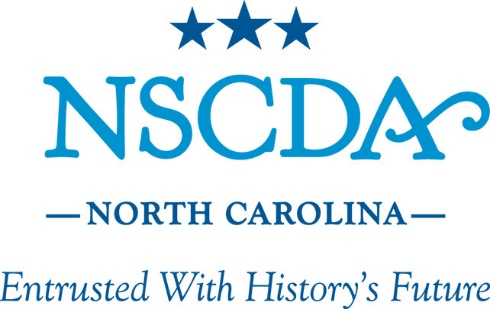 NSCDA
—NORTH CAROLINA—
Entrusted With History's Future